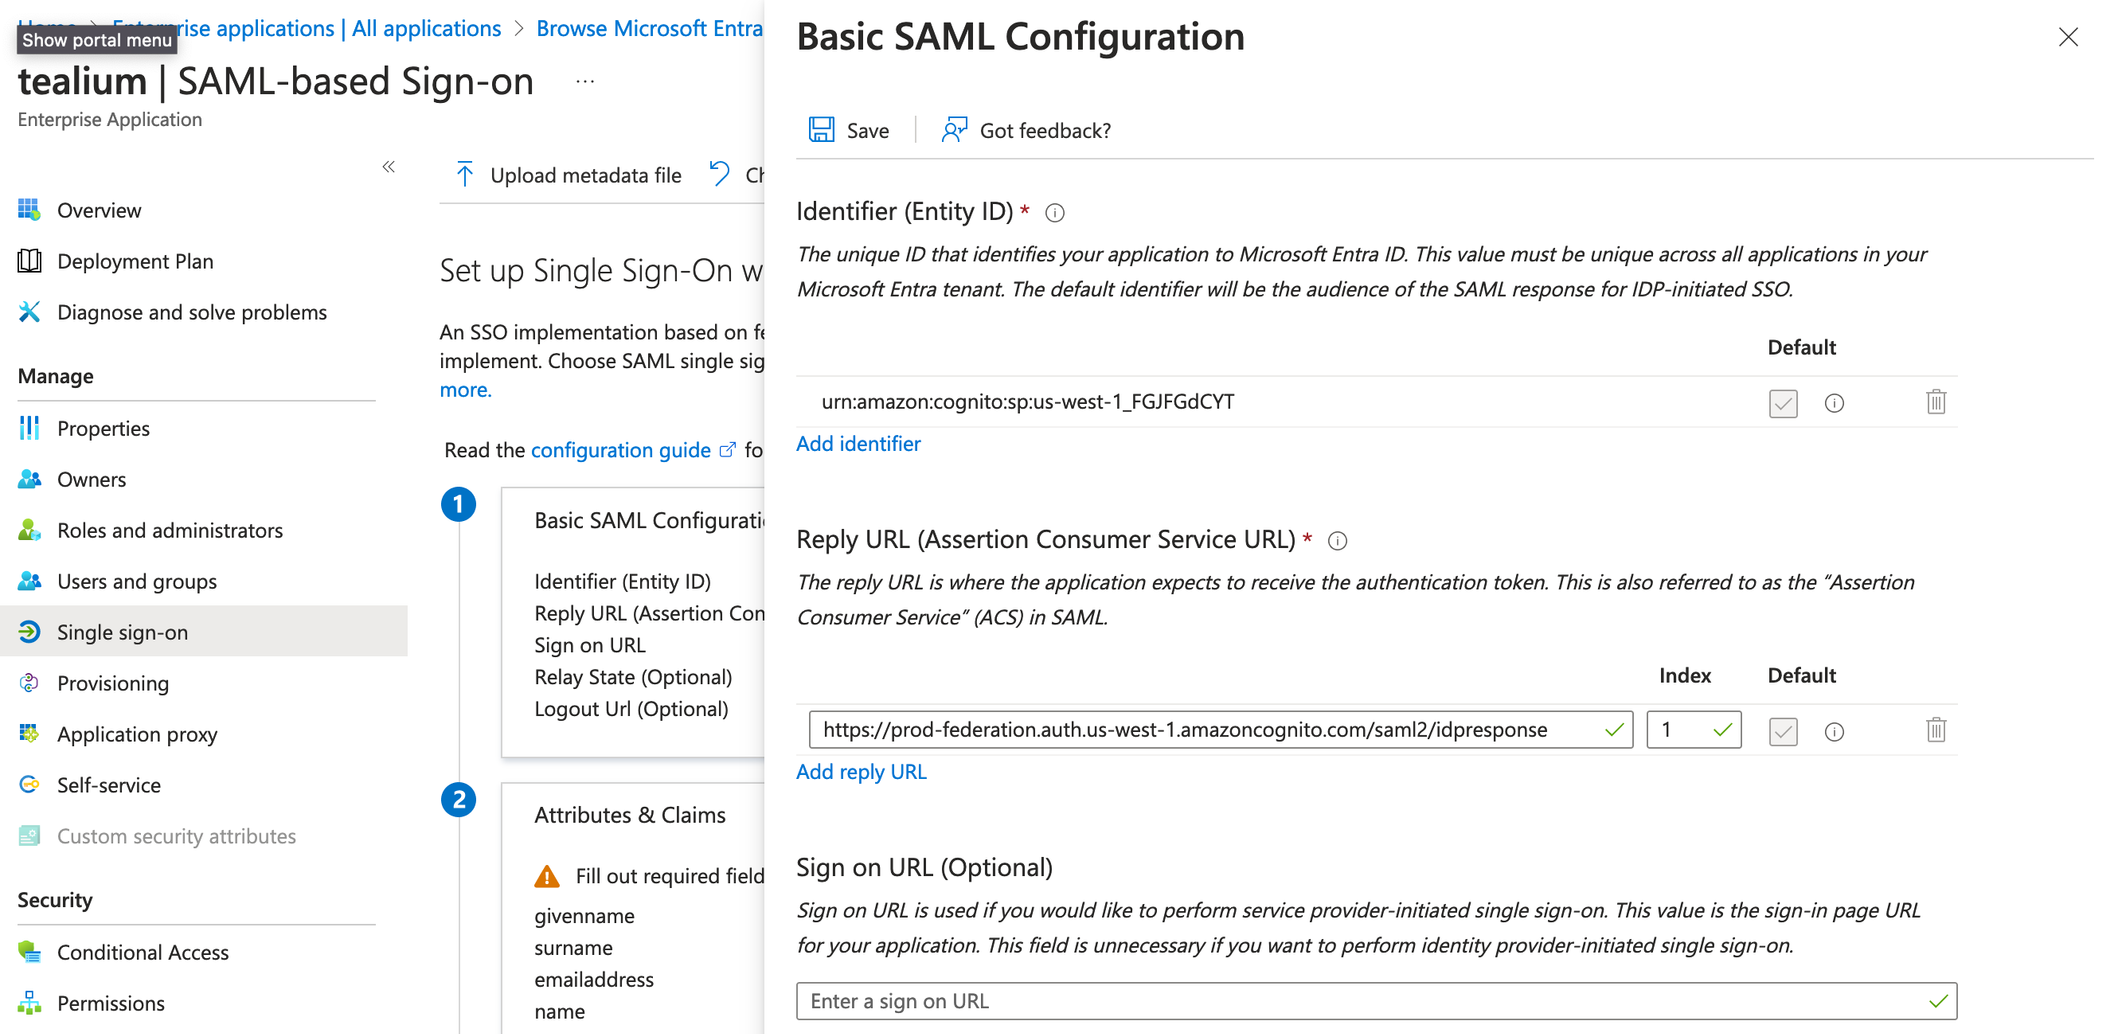 Enterprise applications | All applications > Browse Microsoft Entra
Show portal menu
tealium | SAML-based Sign-on ...
Enterprise Application
«
Overview
Deployment Plan
Diagnose and solve problems
Manage
Properties
Owners
Roles and administrators
Users and groups
Single sign-on
Provisioning
Application proxy
Self-service
Custom security attributes
Security
Conditional Access
Permissions
Upload metadata file
Set up Single Sign-On w
An SSO implementation based on fe
implement. Choose SAML single sig
more.
Read the configuration guide fo
1
Basic SAML Configurati
Identifier (Entity ID)
Reply URL (Assertion Con
Sign on URL
Relay State (Optional)
Logout Url (Optional)
2
Attributes & Claims
Fill out required field
givenname
surname
emailaddress
name
Basic SAML Configuration
Save
Got feedback?
Identifier (Entity ID) *
The unique ID that identifies your application to Microsoft Entra ID. This value must be unique across all applications in your
Microsoft Entra tenant. The default identifier will be the audience of the SAML response for IDP-initiated SSO.
Default
urn:amazon:cognito:sp:us-west-1_FGJFGdCYT
Add identifier
Reply URL (Assertion Consumer Service URL) *
The reply URL is where the application expects to receive the authentication token. This is also referred to as the “Assertion
Consumer Service” (ACS) in SAML.
Index Default
https://prod-federation.auth.us-west-1.amazoncognito.com/saml2/idpresponse 1
Add reply URL
Sign on URL (Optional)
Sign on URL is used if you would like to perform service provider-initiated single sign-on. This value is the sign-in page URL
for your application. This field is unnecessary if you want to perform identity provider-initiated single sign-on.
Enter a sign on URL